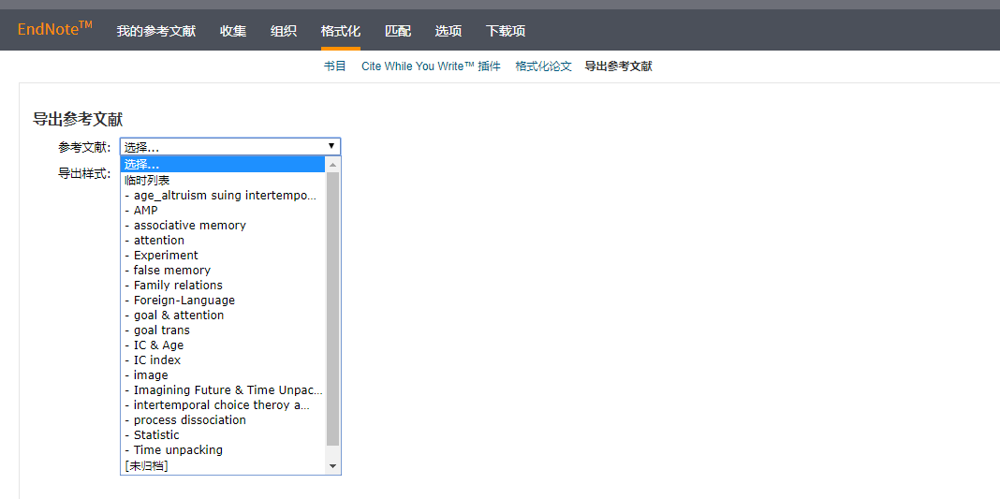 EndNote™ 我的参考文献 收集 组织 格式化 匹配 选项 下载项
书目 Cite While You Write™ 插件 格式化论文 导出参考文献
导出参考文献
参考文献: 选择...
导出样式:
选择...
临时列表
- age_altruism suing intertempo...
- AMP
- associative memory
- attention
- Experiment
- false memory
- Family relations
- Foreign-Language
- goal & attention
- goal trans
- IC & Age
- IC index
- image
- Imagining Future & Time Unpac...
- intertemporal choice theroy a...
- process dissociation
- Statistic
- Time unpacking
[未归档]